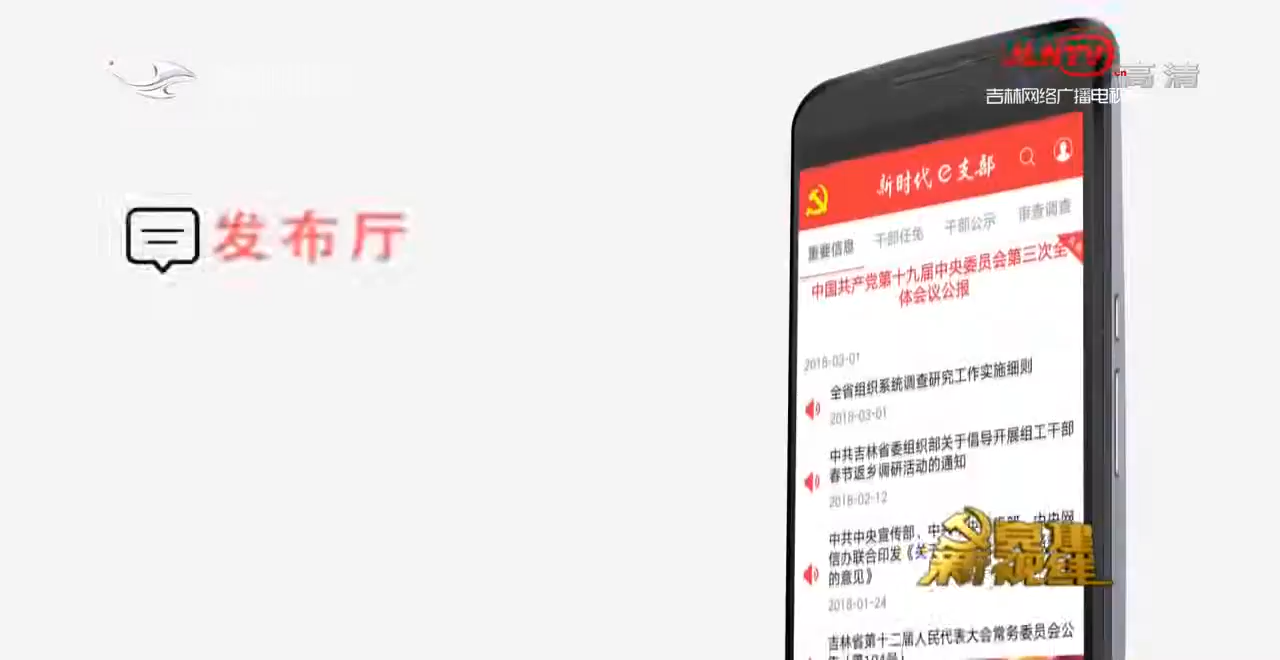 JLNTV
.cn
高清
吉林网络广播电视
发布厅
新时代e支部
重要信息 干部任免 干部公示 审查调查
中国共产党第十九届中央委员会第三次全
体会议公报
2018-03-01
全省组织系统调查研究工作实施细则
2018-03-01
中共吉林省委组织部关于倡导开展组工干部
春节返乡调研活动的通知
2018-02-12
中共中央宣传部、中
中央网
信办联合印发《关
的意见》
2018-01-24
党建
新视野
吉林省第十二届人民代表大会常务委员会公